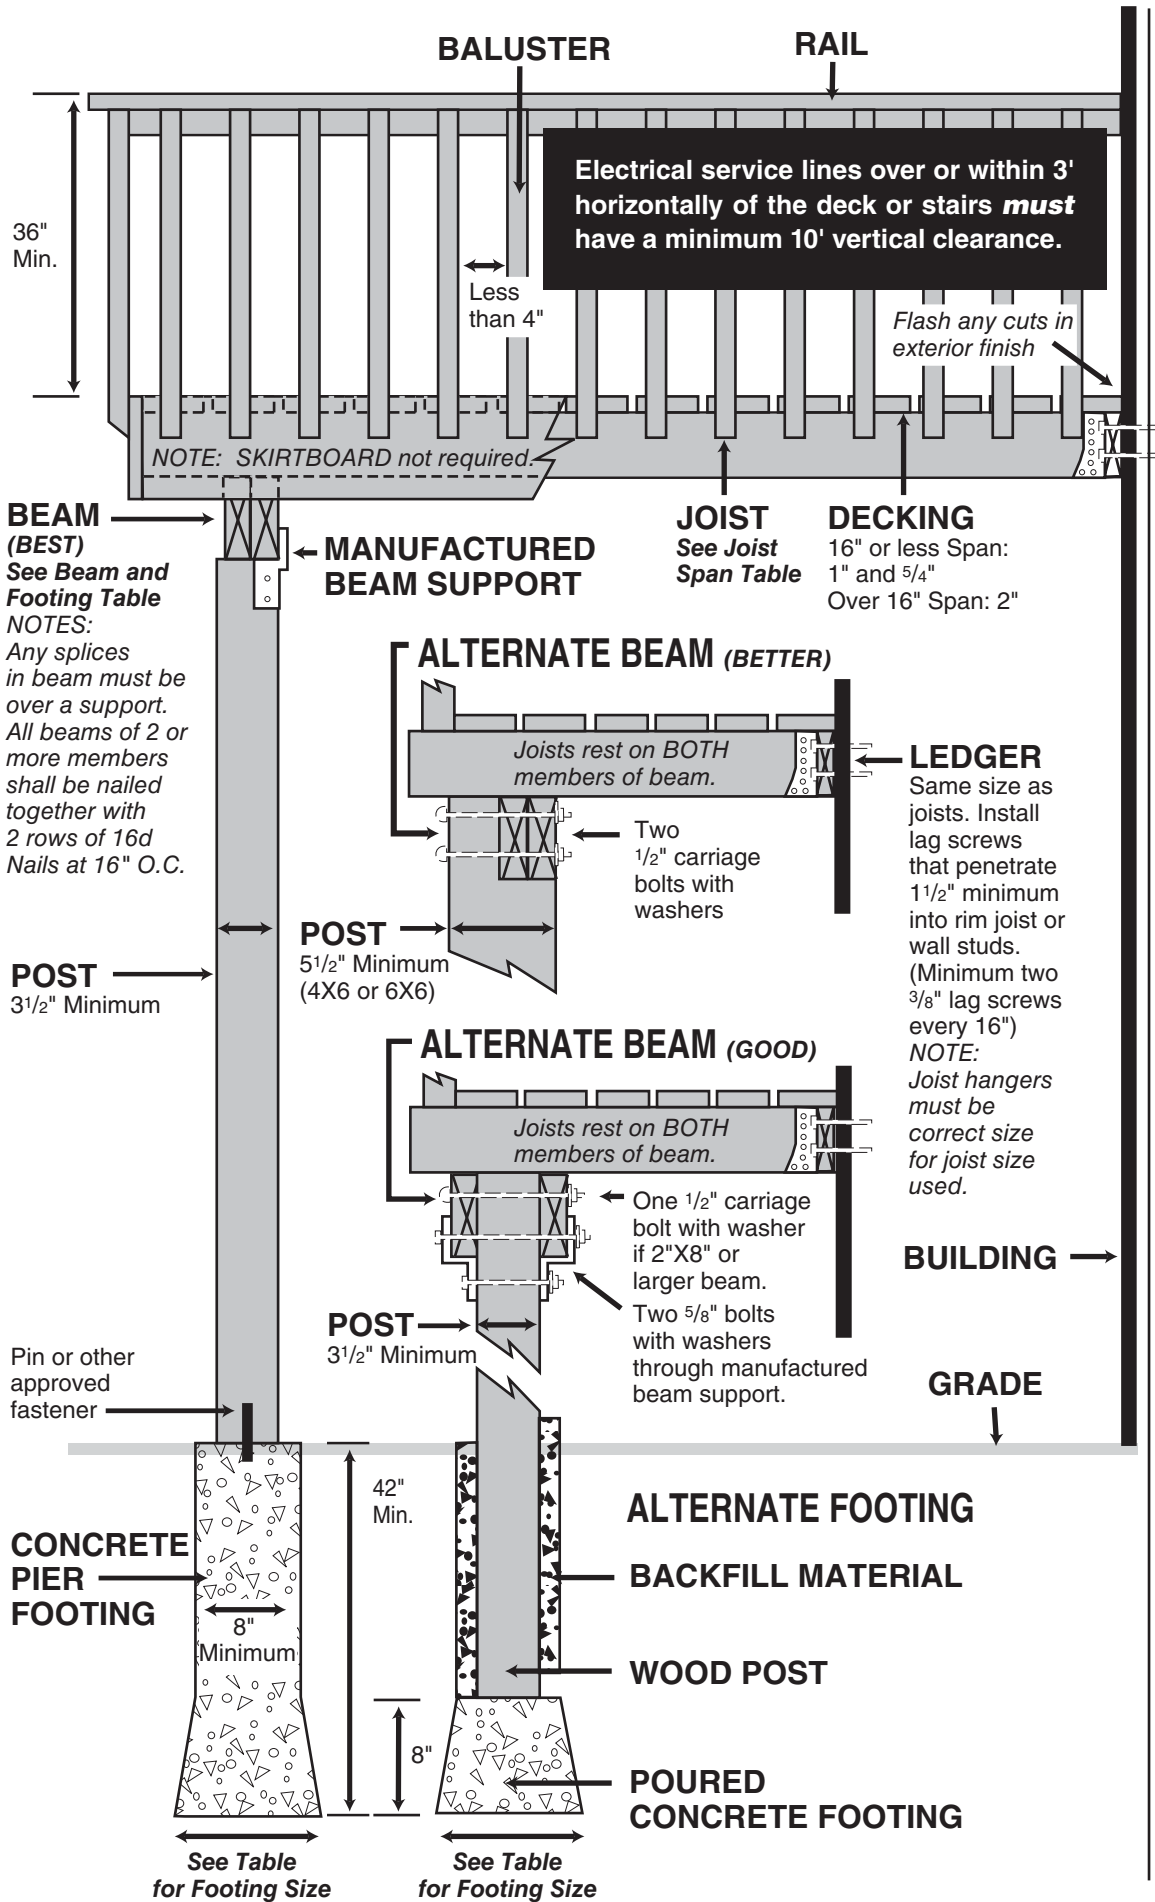 BALUSTER
RAIL
Electrical service lines over or within 3'
horizontally of the deck or stairs must
have a minimum 10' vertical clearance.
36"
Min.
Less
than 4"
Flash any cuts in
exterior finish
NOTE: SKIRTBOARD not required.
BEAM
(BEST)
See Beam and
Footing Table
NOTES:
Any splices
in beam must be
over a support.
All beams of 2 or
more members
shall be nailed
together with
2 rows of 16d
Nails at 16" O.C.
MANUFACTURED
BEAM SUPPORT
JOIST
See Joist
Span Table
DECKING
16" or less Span:
1" and 5/4"
Over 16" Span: 2"
ALTERNATE BEAM (BETTER)
Joists rest on BOTH
members of beam.
Two
1/2" carriage
bolts with
washers
LEDGER
Same size as
joists. Install
lag screws
that penetrate
1 1/2" minimum
into rim joist or
wall studs.
(Minimum two
3/8" lag screws
every 16")
NOTE:
Joist hangers
must be
correct size
for joist size
used.
POST
5 1/2" Minimum
(4X6 or 6X6)
POST
3 1/2" Minimum
ALTERNATE BEAM (GOOD)
Joists rest on BOTH
members of beam.
One 1/2" carriage
bolt with washer
if 2"X8" or
larger beam.
Two 5/8" bolts
with washers
through manufactured
beam support.
POST
3 1/2" Minimum
BUILDING
Pin or other
approved
fastener
GRADE
42"
Min.
ALTERNATE FOOTING
CONCRETE
PIER
FOOTING
8"
Minimum
BACKFILL MATERIAL
WOOD POST
8"
POURED
CONCRETE FOOTING
See Table
for Footing Size
See Table
for Footing Size